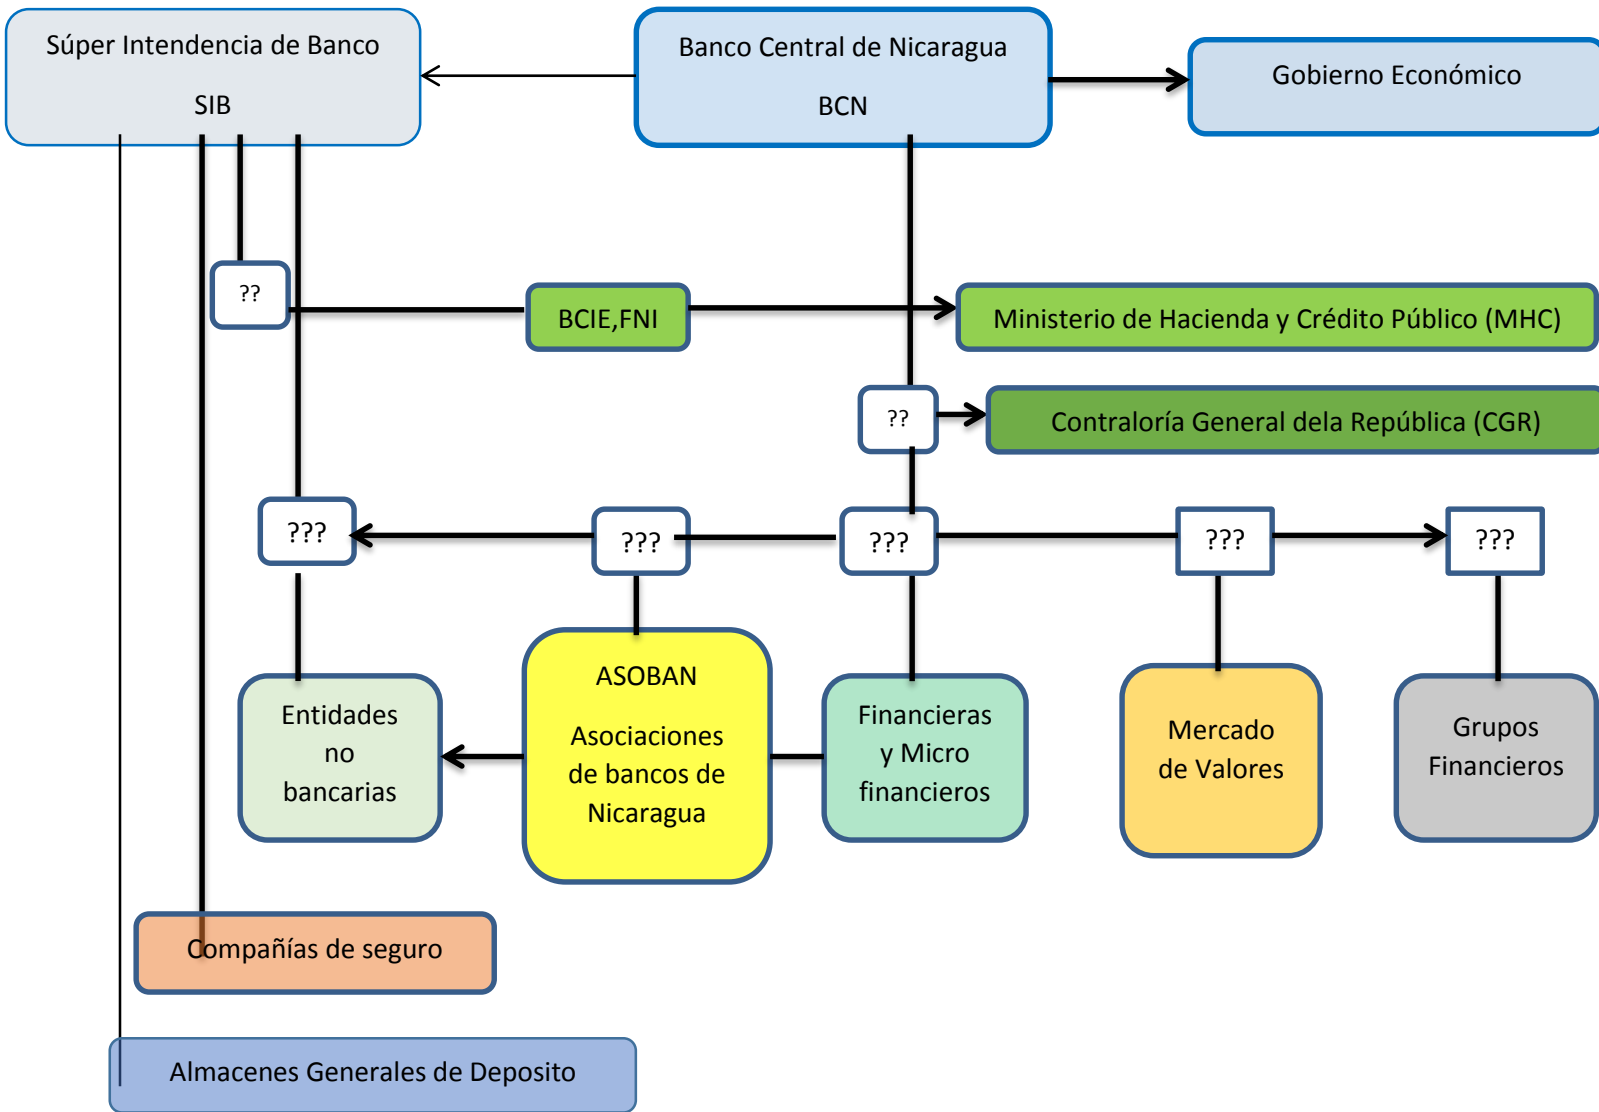 Súper Intendencia de Banco
SIB
Banco Central de Nicaragua
BCN
Gobierno Económico
??
BCIE,FNI
Ministerio de Hacienda y Crédito Público (MHC)
??
Contraloría General dela República (CGR)
???
???
???
???
???
Entidades
no
bancarias
ASOBAN
Asociaciones
de bancos de
Nicaragua
Financieras
y Micro
financieros
Mercado
de Valores
Grupos
Financieros
Compañías de seguro
Almacenes Generales de Deposito